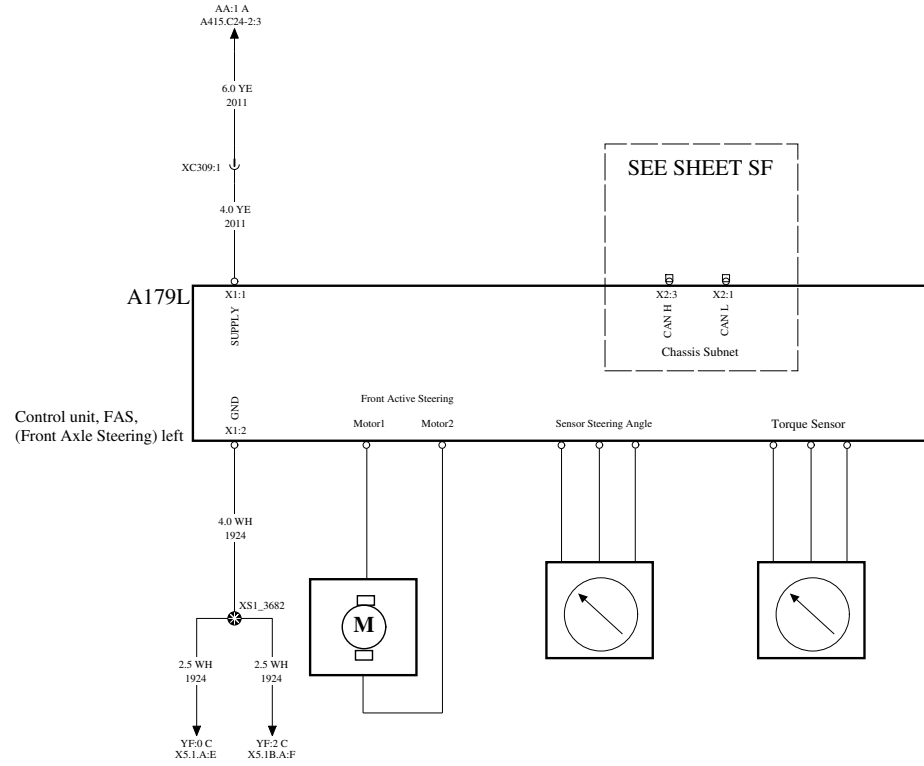 AA:1 A
A415.C24-2:3
6.0 YE
2011
XC309:1
4.0 YE
2011
SEE SHEET SF
A179L
X1:1
SUPPLY
X2:3
CAN H
X2:1
CAN L
Chassis Subnet
Control unit, FAS,
(Front Axle Steering) left
GND
X1:2
Front Active Steering
Motor1
Motor2
Sensor Steering Angle
Torque Sensor
4.0 WH
1924
XS1_3682
M
2.5 WH
1924
2.5 WH
1924
YF:0 C
X5.1.A:E
YF:2 C
X5.1B.A:F